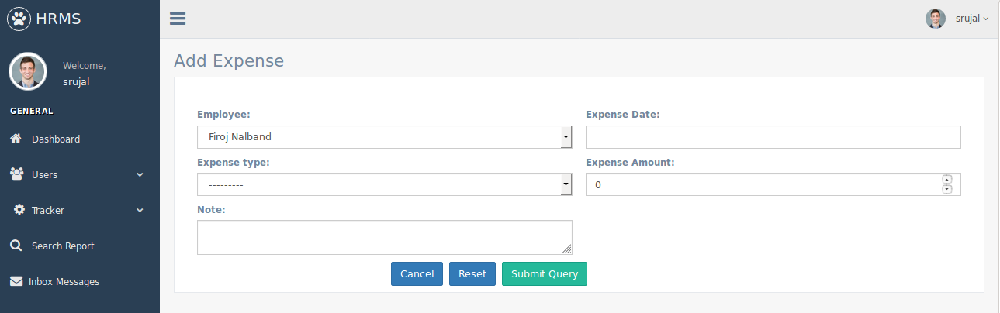 HRMS
srujal
Welcome,
srujal
GENERAL
Dashboard
Users
Tracker
Search Report
Inbox Messages
Add Expense
Employee:
Expense Date:
Firoj Nalband
Expense type:
Expense Amount:
---------
0
Note:
Cancel
Reset
Submit Query